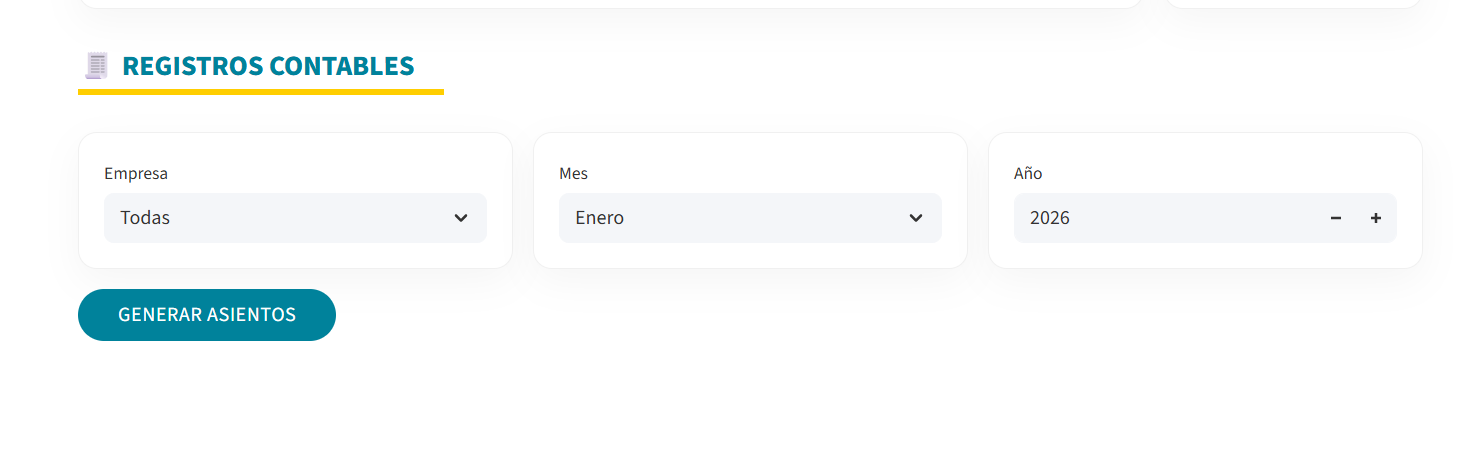 REGISTROS CONTABLES
Empresa
Mes
Año
Todas
Enero
2026
GENERAR ASIENTOS